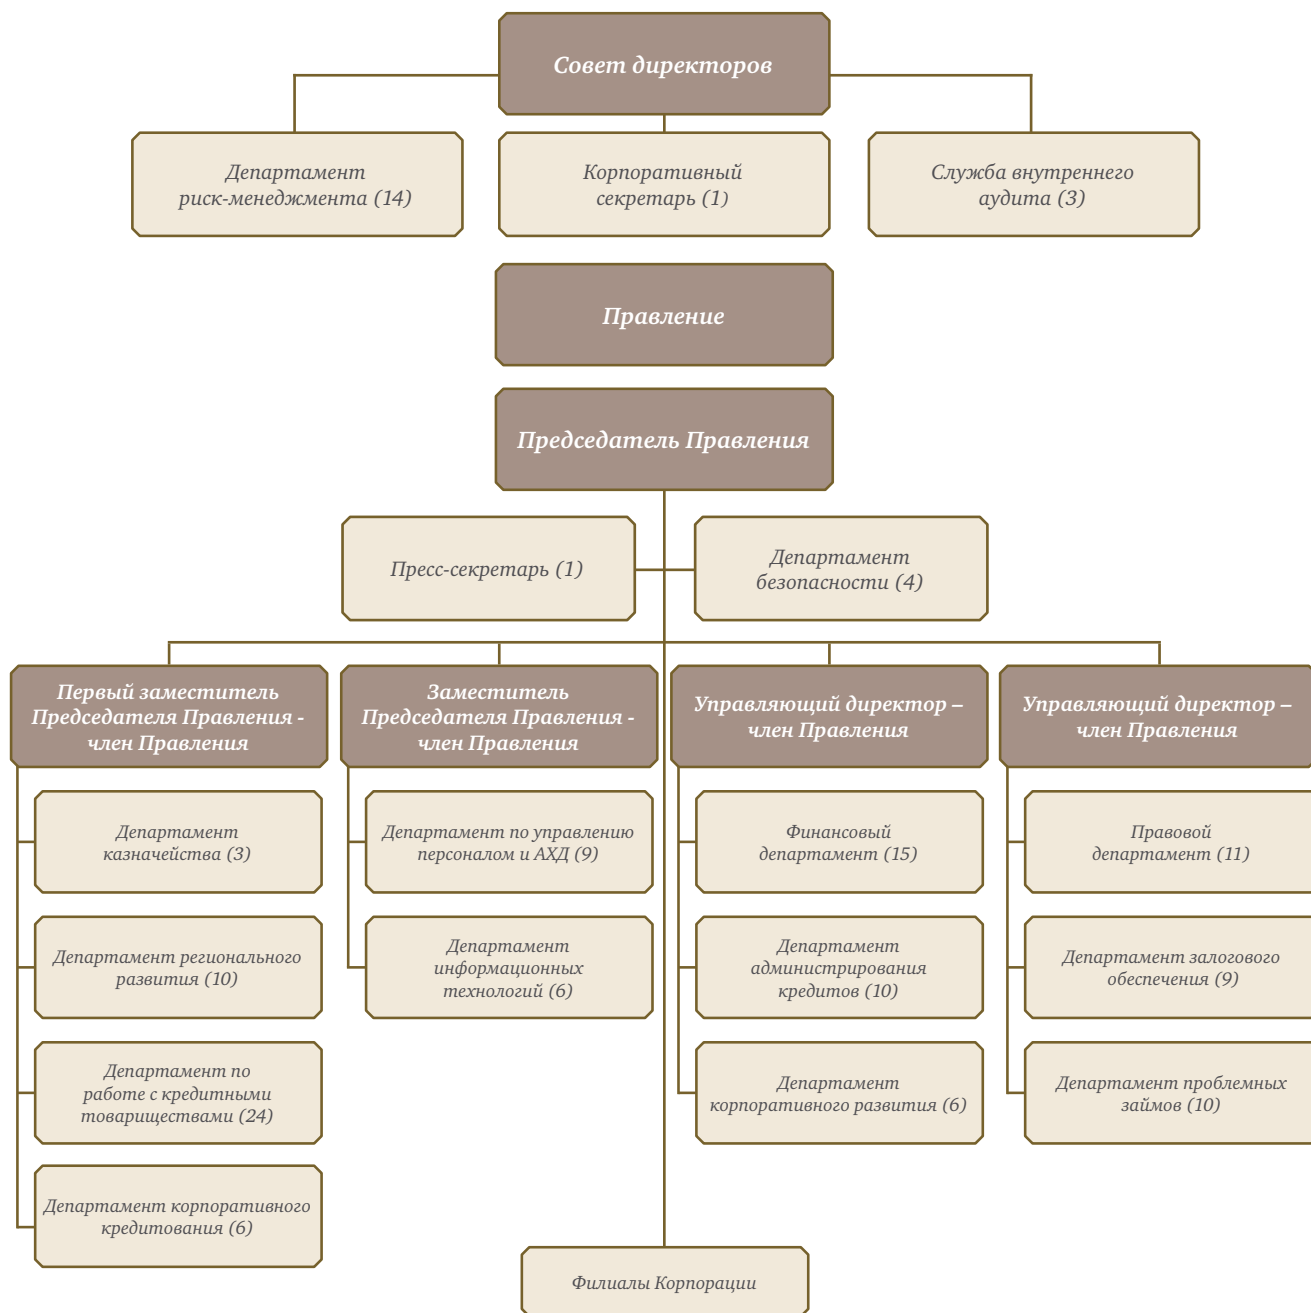 Совет директоров
Департамент
риск-менеджмента (14)
Корпоративный
секретарь (1)
Служба внутреннего
аудита (3)
Правление
Председатель Правления
Пресс-секретарь (1)
Департамент
безопасности (4)
Первый заместитель
Председателя Правления -
член Правления
Заместитель
Председателя Правления -
член Правления
Управляющий директор –
член Правления
Управляющий директор –
член Правления
Департамент
казначейства (3)
Департамент по управлению
персоналом и АХД (9)
Финансовый
департамент (15)
Правовой
департамент (11)
Департамент регионального
развития (10)
Департамент
информационных
технологий (6)
Департамент
администрирования
кредитов (10)
Департамент залогового
обеспечения (9)
Департамент по
работе с кредитными
товариществами (24)
Департамент
корпоративного развития (6)
Департамент проблемных
займов (10)
Департамент корпоративного
кредитования (6)
Филиалы Корпорации